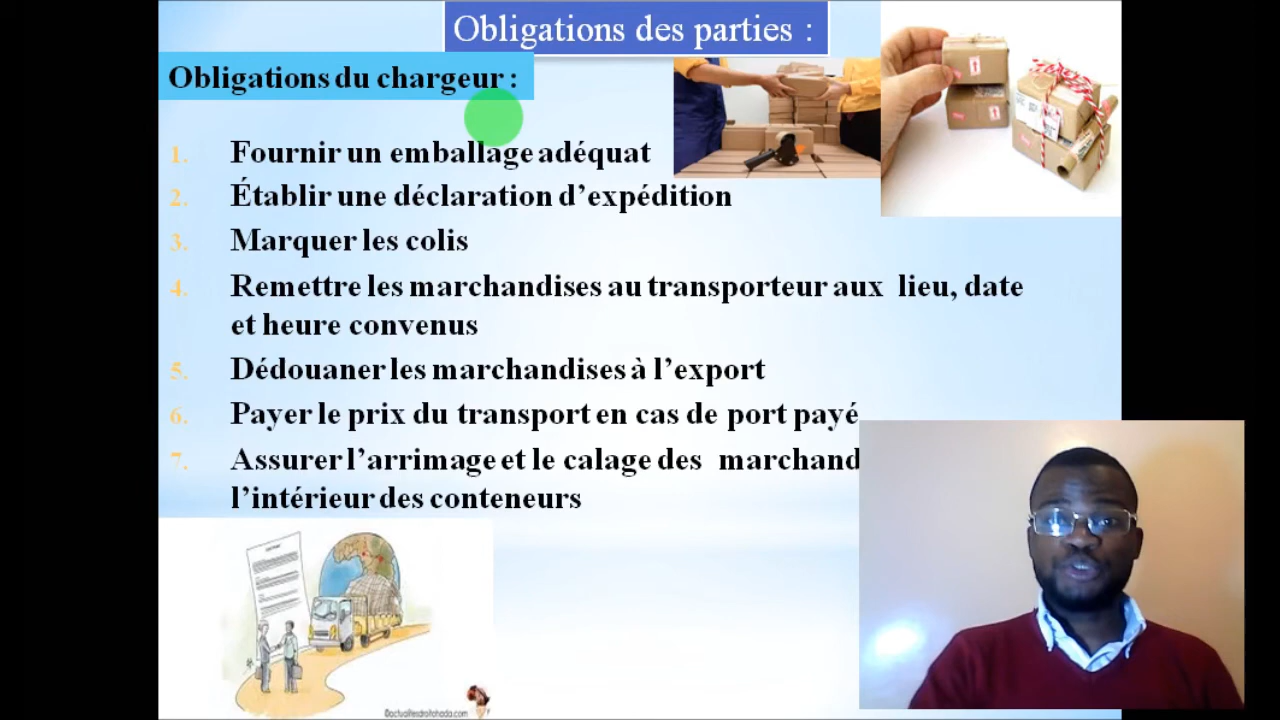 Obligations des parties :
Obligations du chargeur :
1. Fournir un emballage adéquat
2. Établir une déclaration d’expédition
3. Marquer les colis
4. Remettre les marchandises au transporteur aux lieu, date
et heure convenus
5. Dédouaner les marchandises à l’export
6. Payer le prix du transport en cas de port payé
7. Assurer l’arrimage et le calage des marchand
l’intérieur des conteneurs
©actualitesdroitohada.com